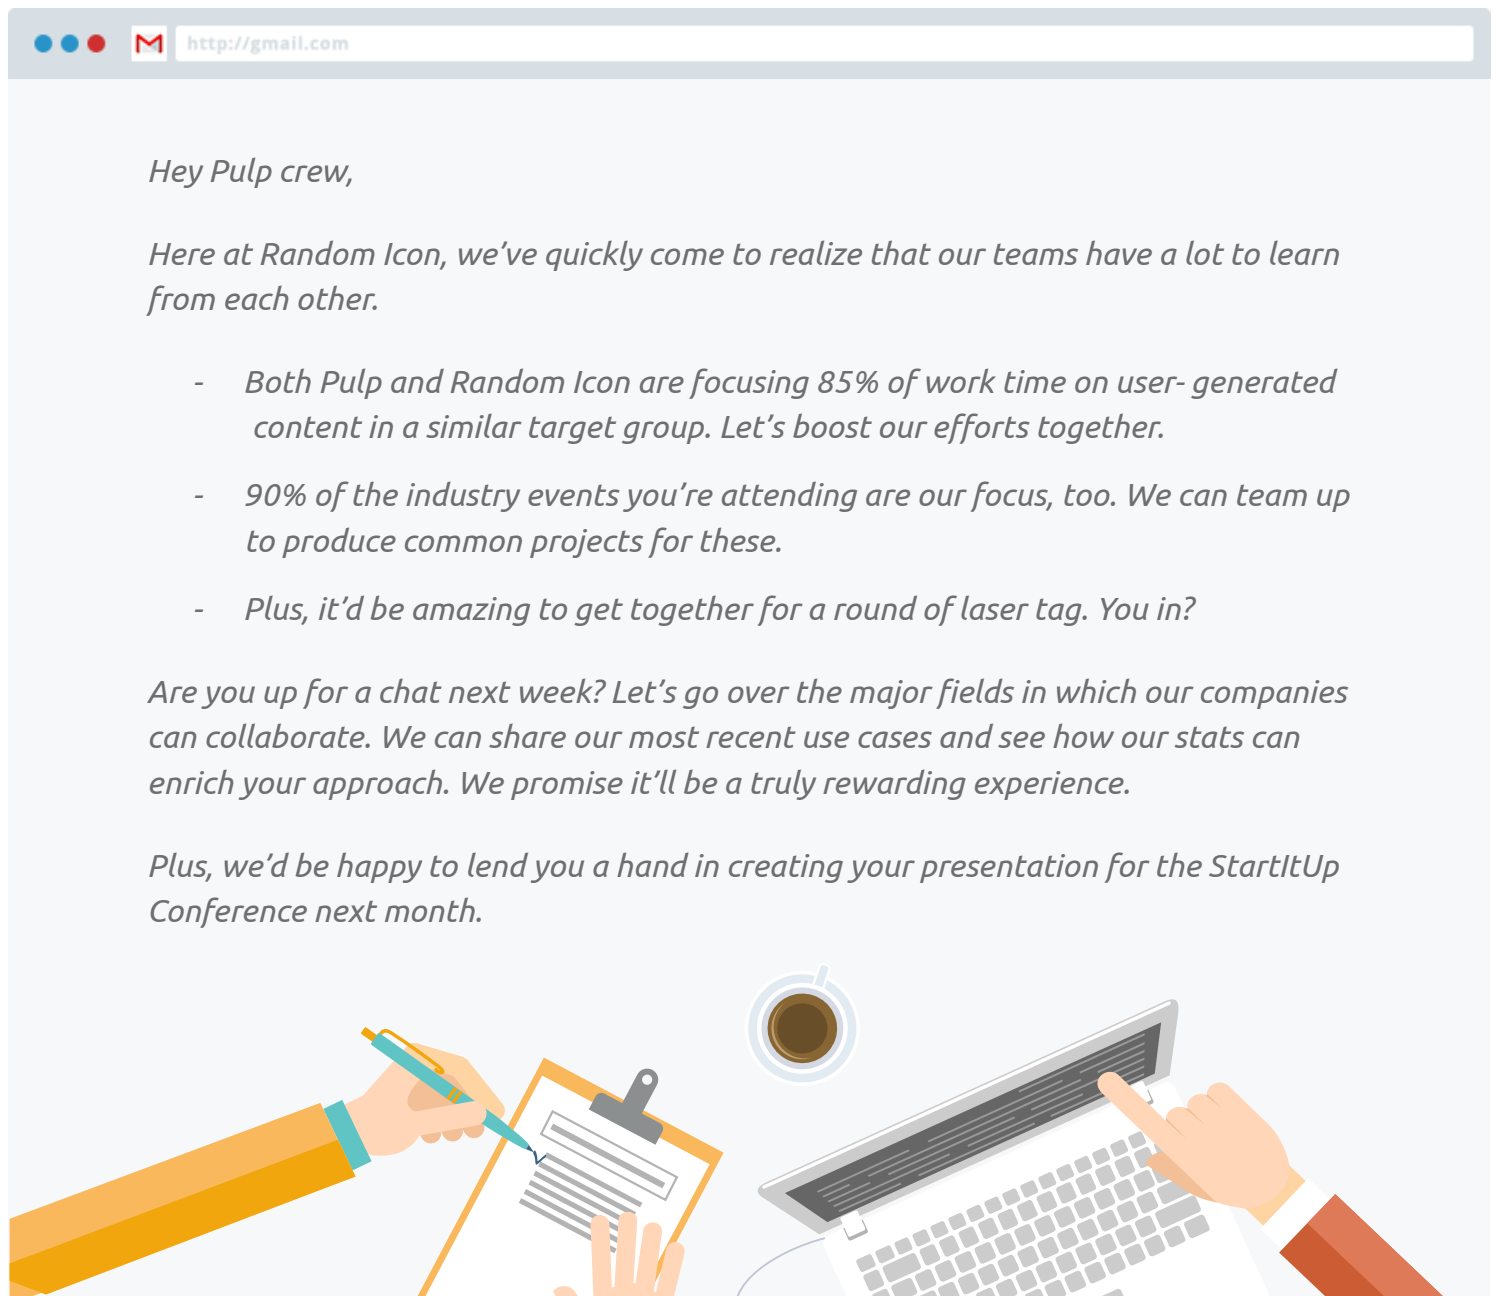 http://gmail.com
Hey Pulp crew,
Here at Random Icon, we’ve quickly come to realize that our teams have a lot to learn
from each other.
- Both Pulp and Random Icon are focusing 85% of work time on user- generated
content in a similar target group. Let’s boost our efforts together.
- 90% of the industry events you’re attending are our focus, too. We can team up
to produce common projects for these.
- Plus, it’d be amazing to get together for a round of laser tag. You in?
Are you up for a chat next week? Let’s go over the major fields in which our companies
can collaborate. We can share our most recent use cases and see how our stats can
enrich your approach. We promise it’ll be a truly rewarding experience.
Plus, we’d be happy to lend you a hand in creating your presentation for the StartItUp
Conference next month.